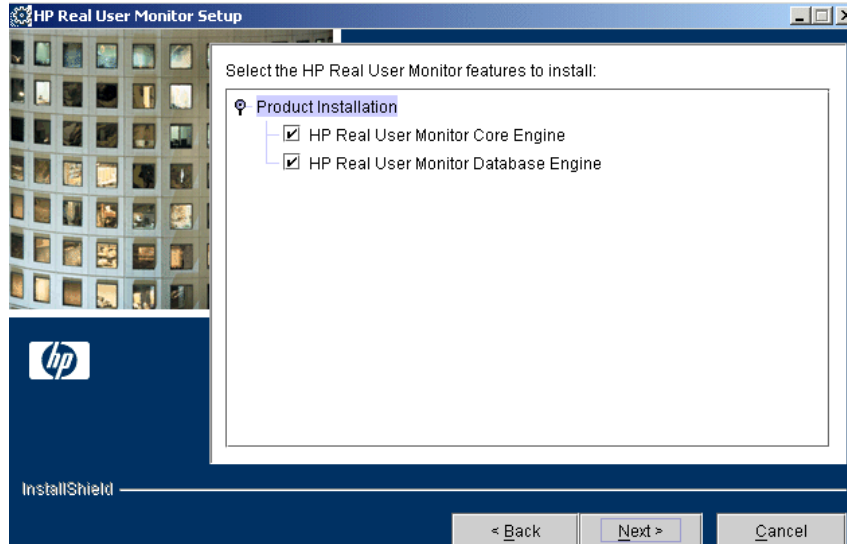 HP Real User Monitor Setup
Select the HP Real User Monitor features to install:
Product Installation
HP Real User Monitor Core Engine
HP Real User Monitor Database Engine
hp
InstallShield
< Back
Next >
Cancel